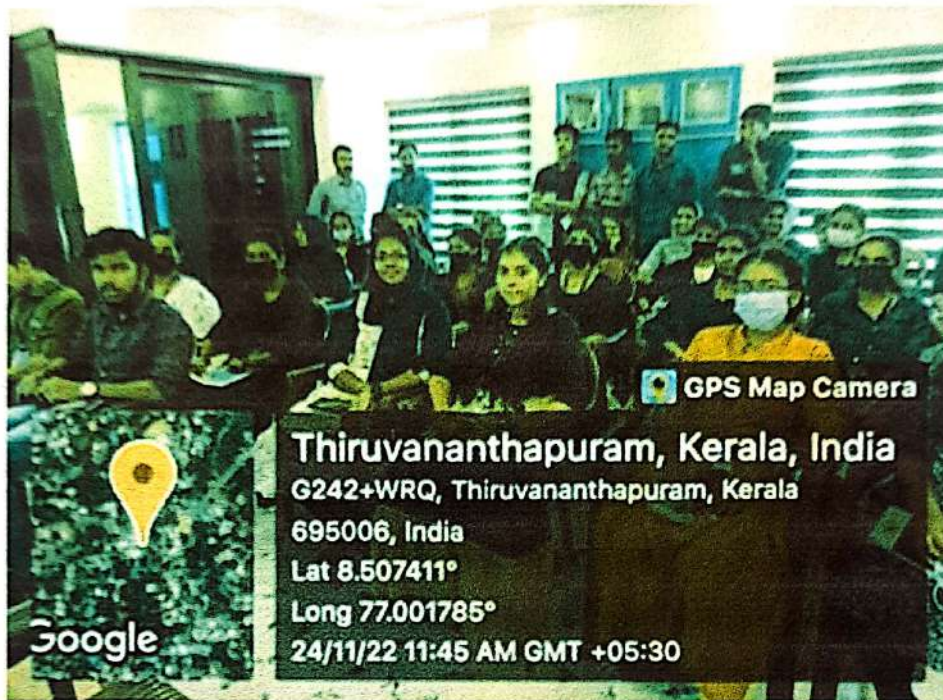 GPS Map Camera
Thiruvananthapuram, Kerala, India
G242+WRQ, Thiruvananthapuram, Kerala
695006, India
Lat 8.507411°
Long 77.001785°
24/11/22 11:45 AM GMT +05:30
Google